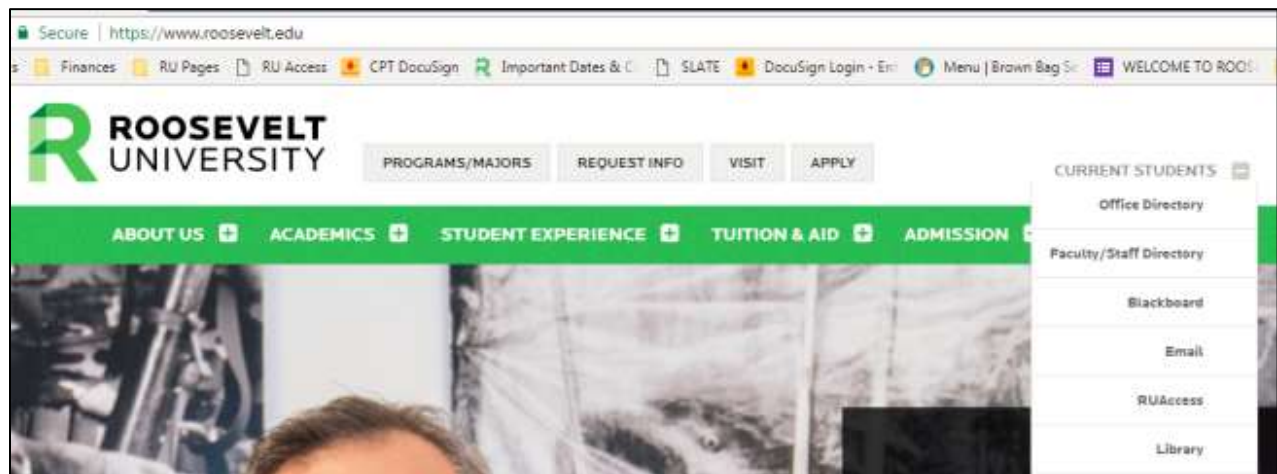 Secure | https://www.roosevelt.edu
s Finances RU Pages RU Access CPT DocuSign Important Dates & C SLATE DocuSign Login - En Menu | Brown Bag Se WELCOME TO ROOS
ROOSEVELT
UNIVERSITY
PROGRAMS/MAJORS REQUEST INFO VISIT APPLY
CURRENT STUDENTS
Office Directory
ABOUT US ACADEMICS STUDENT EXPERIENCE TUITION & AID ADMISSION
Faculty/Staff Directory
Blackboard
Email
RUAccess
Library